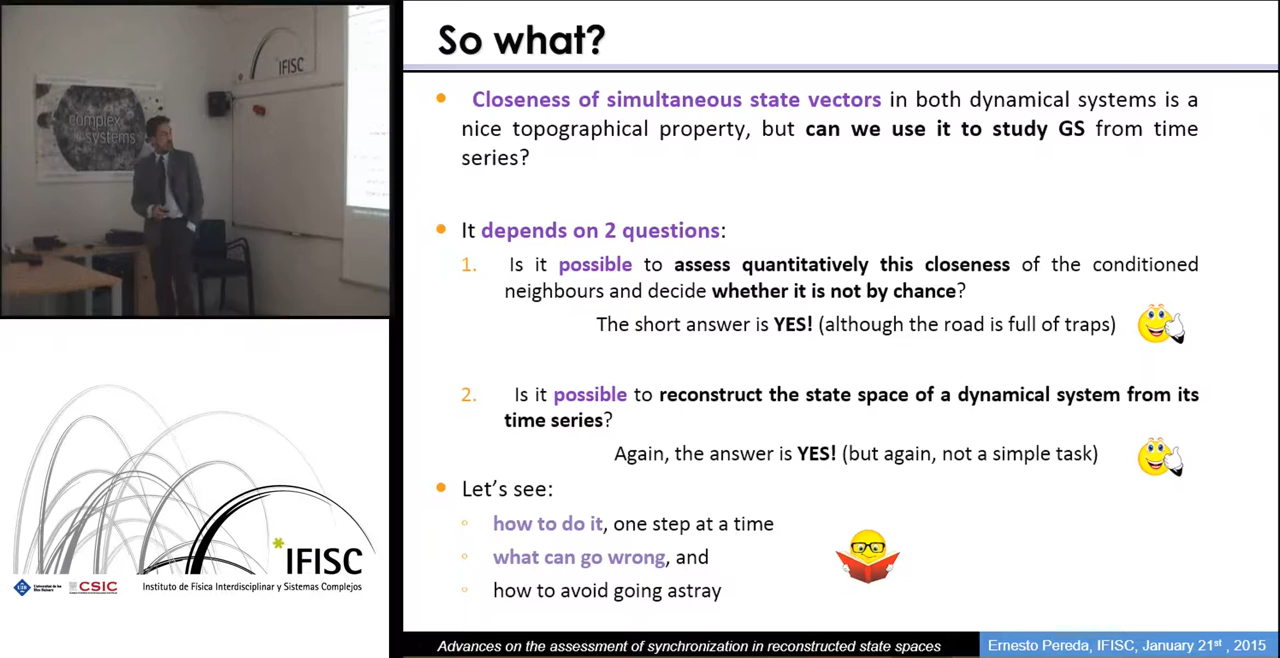 IFISC
complex
systems
So what?
Closeness of simultaneous state vectors in both dynamical systems is a
nice topographical property, but can we use it to study GS from time
series?
It depends on 2 questions:
1. Is it possible to assess quantitatively this closeness of the conditioned
neighbours and decide whether it is not by chance?
The short answer is YES! (although the road is full of traps)
2. Is it possible to reconstruct the state space of a dynamical system from its
time series?
Again, the answer is YES! (but again, not a simple task)
Let's see:
how to do it, one step at a time
what can go wrong, and
how to avoid going astray
*IFISC
CSIC
Instituto de Física Interdisciplinar y Sistemas Complejos
Advances on the assessment of synchronization in reconstructed state spaces
Ernesto Pereda, IFISC, January 21st , 2015